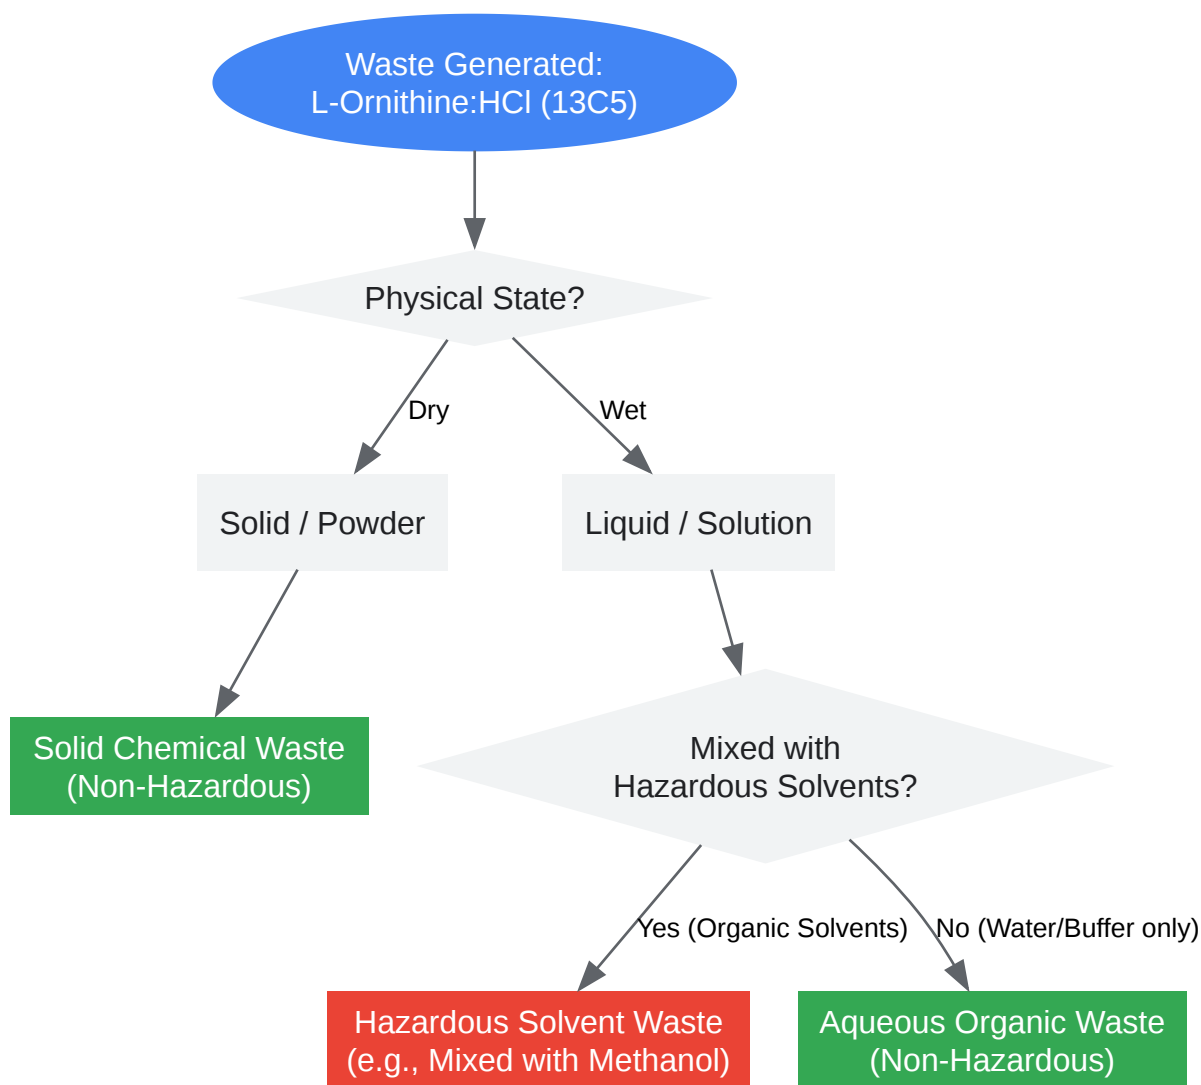 Waste Generated:
L-Ornithine:HCl (13C5)
Physical State?
Dry
Wet
Solid / Powder
Liquid / Solution
Solid Chemical Waste
(Non-Hazardous)
Mixed with
Hazardous Solvents?
Yes (Organic Solvents)
No (Water/Buffer only)
Hazardous Solvent Waste
(e.g., Mixed with Methanol)
Aqueous Organic Waste
(Non-Hazardous)